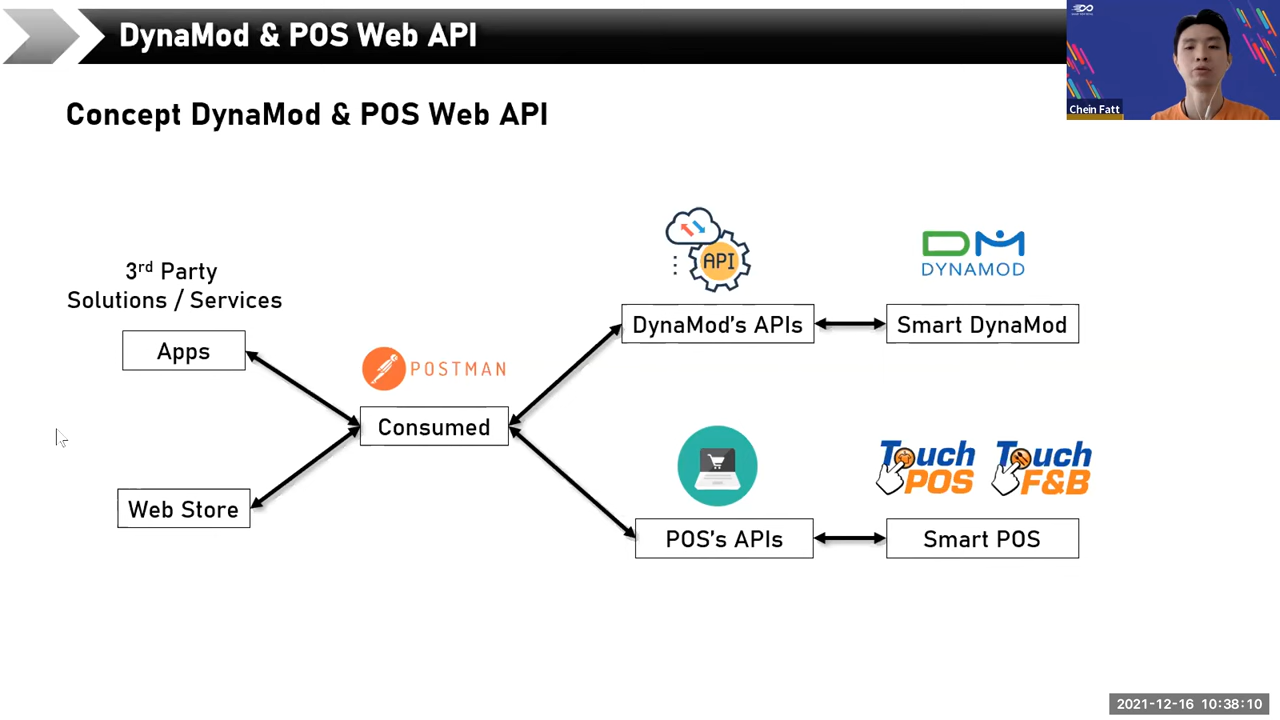 DynaMod & POS Web API
Chein Fatt
Concept DynaMod & POS Web API
3rd Party
Solutions / Services
Apps
Web Store
POSTMAN
Consumed
API
DynaMod's APIs
DM
DYNAMOD
Smart DynaMod
POS's APIs
Touch
POS
Touch
F&B
Smart POS
2021-12-16 10:38:10